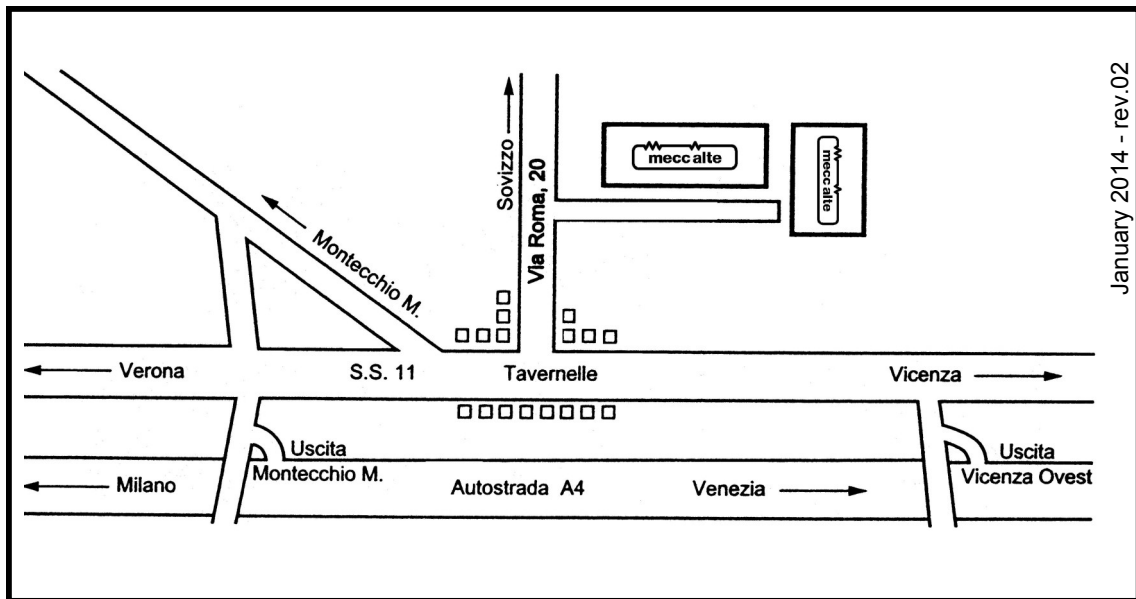 January 2014 - rev.02
Sovizzo
Via Roma, 20
mecc alte
mecc alte
Montecchio M.
Verona
S.S. 11
Tavernelle
Vicenza
Uscita
Montecchio M.
Uscita
Vicenza Ovest
Milano
Autostrada A4
Venezia